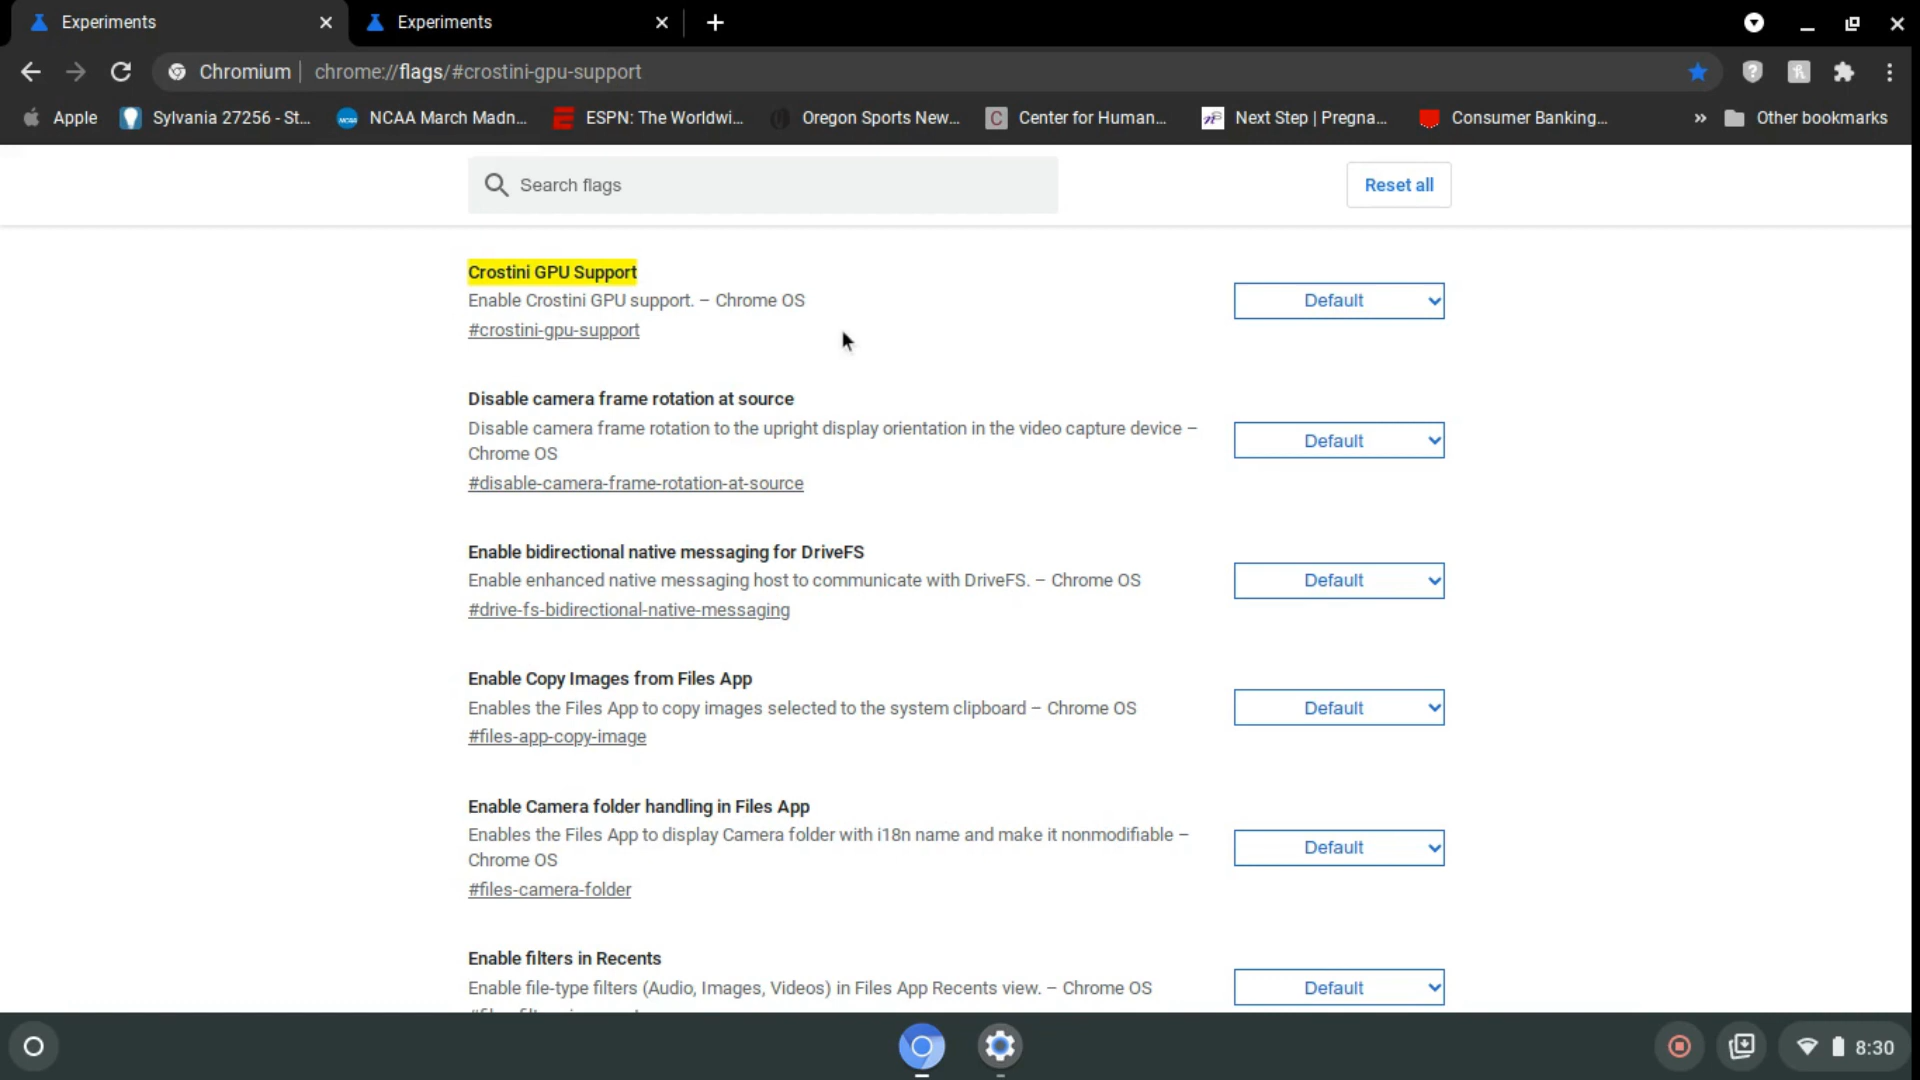 Experiments
Experiments
Chromium
chrome://flags/#crostini-gpu-support
Apple
Sylvania 27256 - St...
NCAA March Madn...
ESPN: The Worldwi...
Oregon Sports New...
Center for Human...
Next Step | Pregna...
Consumer Banking...
»
Other bookmarks
Search flags
Reset all
Crostini GPU Support
Enable Crostini GPU support. – Chrome OS
Default
#crostini-gpu-support
Disable camera frame rotation at source
Disable camera frame rotation to the upright display orientation in the video capture device –
Default
Chrome OS
#disable-camera-frame-rotation-at-source
Enable bidirectional native messaging for DriveFS
Enable enhanced native messaging host to communicate with DriveFS. – Chrome OS
Default
#drive-fs-bidirectional-native-messaging
Enable Copy Images from Files App
Enables the Files App to copy images selected to the system clipboard – Chrome OS
Default
#files-app-copy-image
Enable Camera folder handling in Files App
Enables the Files App to display Camera folder with i18n name and make it nonmodifiable –
Default
Chrome OS
#files-camera-folder
Enable filters in Recents
Enable file-type filters (Audio, Images, Videos) in Files App Recents view. – Chrome OS
Default
8:30